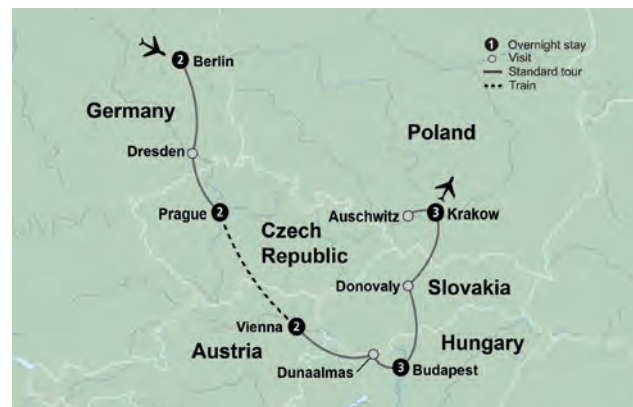 1 Overnight stay
Visit
Standard tour
Train
2 Berlin
Germany
Poland
Dresden
Prague 2
Auschwitz
3 Krakow
Czech
Republic
Donovaly
Slovakia
Vienna 2
Austria
Hungary
Dunaalmas
3 Budapest